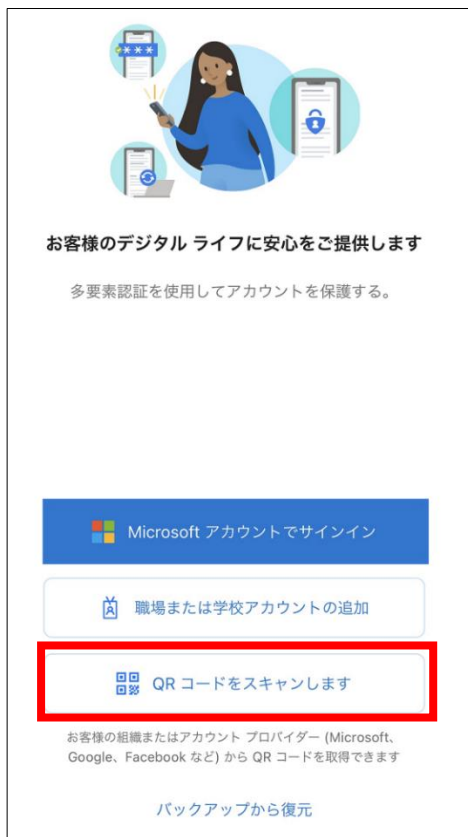 ****
お客様のデジタル ライフに安心をご提供します
多要素認証を使用してアカウントを保護する。
Microsoft アカウントでサインイン
職場または学校アカウントの追加
QR コードをスキャンします
お客様の組織またはアカウント プロバイダー (Microsoft、
Google、Facebook など) から QR コードを取得できます
バックアップから復元